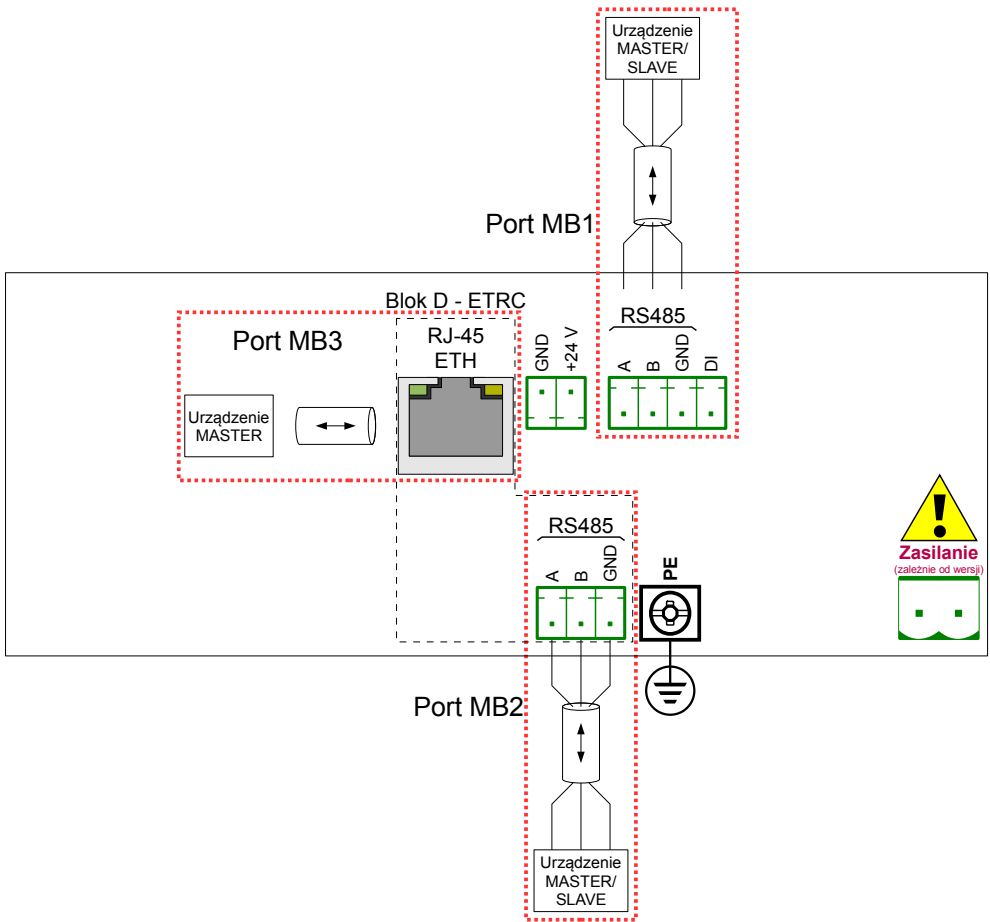 Urządzenie
MASTER/
SLAVE
Port MB1
Blok D - ETRC
Port MB3
RJ-45
ETH
GND
+24 V
RS485
A
B
GND
DI
Urządzenie
MASTER
RS485
A
B
GND
PE
Zasilanie
(zależnie od wersji)
Port MB2
Urządzenie
MASTER/
SLAVE